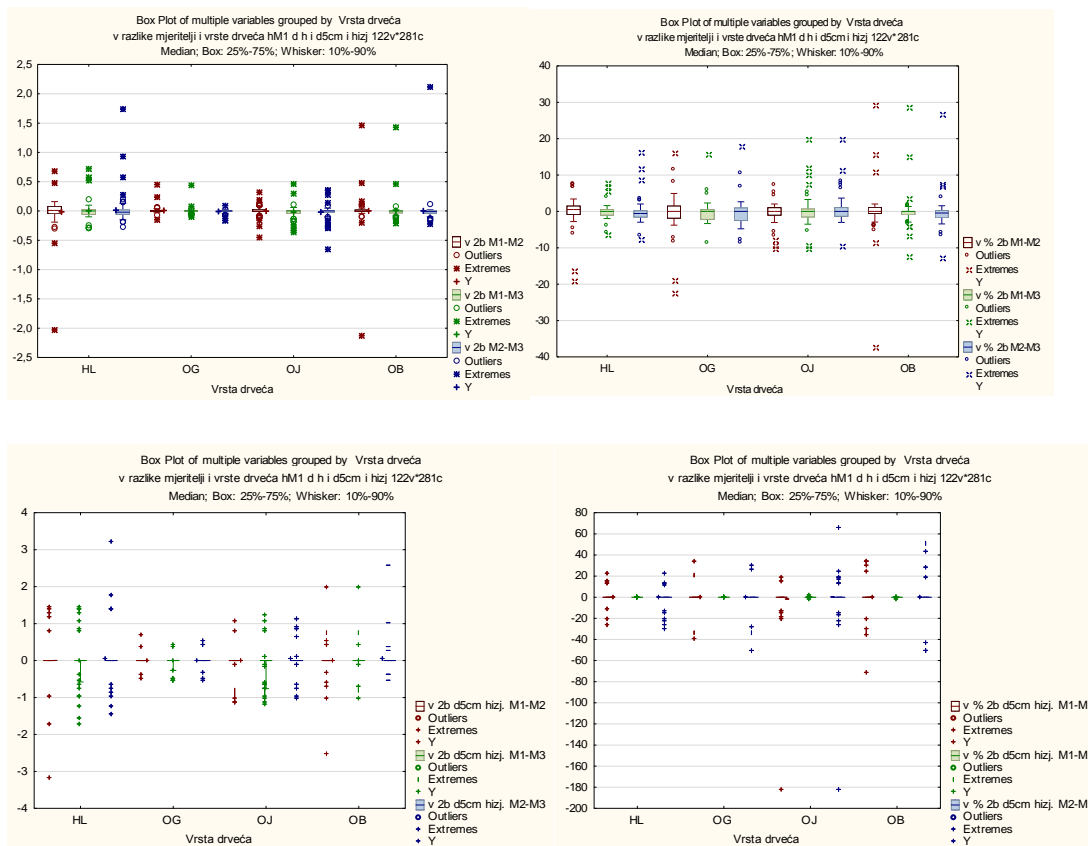 Box Plot of multiple variables grouped by Vrsta drveća
v razlike mjeritelji i vrste drveća hM1 d h i d5cm i hizj 122v*281c
Median; Box: 25%-75%; Whisker: 10%-90%
2,5
2,0
1,5
1,0
0,5
0,0
-0,5
-1,0
-1,5
-2,0
-2,5
HL OG OJ OB
Vrsta drveća
v 2b M1-M2
Outliers
Extremes
Y
v 2b M1-M3
Outliers
Extremes
Y
v 2b M2-M3
Outliers
Extremes
Y
Box Plot of multiple variables grouped by Vrsta drveća
v razlike mjeritelji i vrste drveća hM1 d h i d5cm i hizj 122v*281c
Median; Box: 25%-75%; Whisker: 10%-90%
40
30
20
10
0
-10
-20
-30
-40
HL OG OJ OB
Vrsta drveća
v % 2b M1-M2
Outliers
Extremes
Y
v % 2b M1-M3
Outliers
Extremes
Y
v % 2b M2-M3
Outliers
Extremes
Y
Box Plot of multiple variables grouped by Vrsta drveća
v razlike mjeritelji i vrste drveća hM1 d h i d5cm i hizj 122v*281c
Median; Box: 25%-75%; Whisker: 10%-90%
4
3
2
1
0
-1
-2
-3
-4
HL OG OJ OB
Vrsta drveća
v 2b d5cm hizj. M1-M2
Outliers
Extremes
Y
v 2b d5cm hizj. M1-M3
Outliers
Extremes
Y
v 2b d5cm hizj. M2-M3
Outliers
Extremes
Y
Box Plot of multiple variables grouped by Vrsta drveća
v razlike mjeritelji i vrste drveća hM1 d h i d5cm i hizj 122v*281c
Median; Box: 25%-75%; Whisker: 10%-90%
80
60
40
20
0
-20
-40
-60
-80
-100
-120
-140
-160
-180
-200
HL OG OJ OB
Vrsta drveća
v % 2b d5cm hizj. M1-M
Outliers
Extremes
Y
v % 2b d5cm hizj. M1-M
Outliers
Extremes
Y
v % 2b d5cm hizj. M2-M
Outliers
Extremes
Y